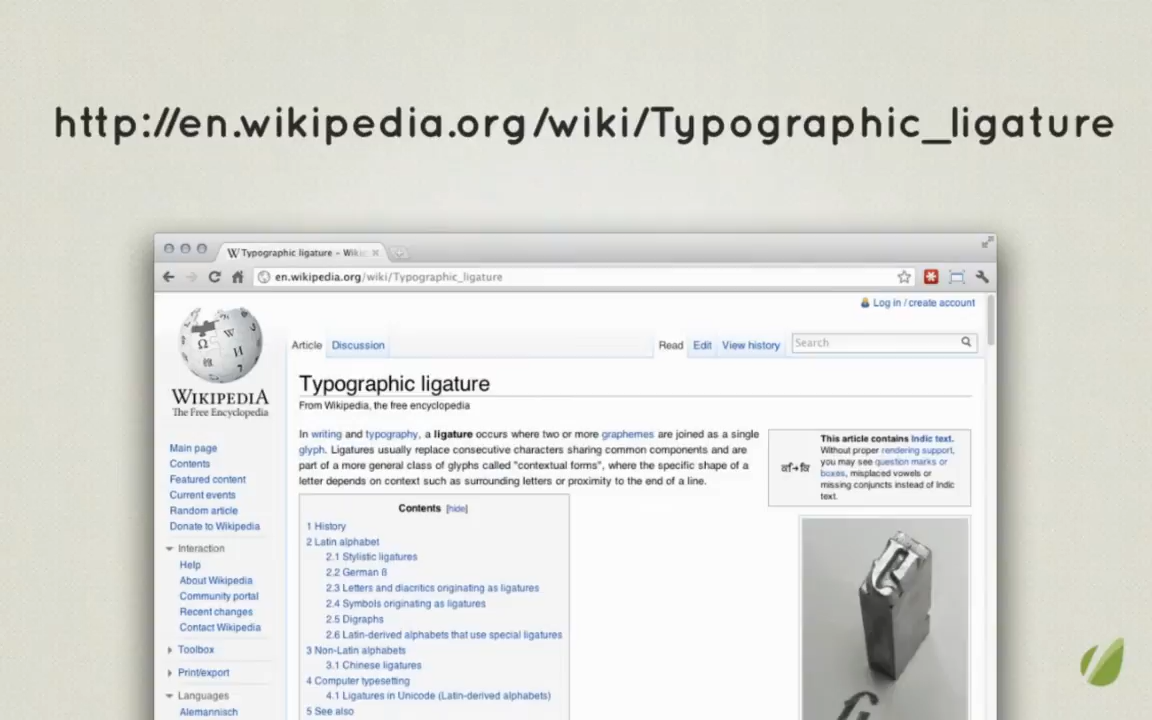 http://en.wikipedia.org/wiki/Typographic_ligature
Typographic ligature - Wiki
en.wikipedia.org/wiki/Typographic_ligature
Log in / create account
Article Discussion Read Edit View history Search
WIKIPEDIA
The Free Encyclopedia
Typographic ligature
From Wikipedia, the free encyclopedia
In writing and typography, a ligature occurs where two or more graphemes are joined as a single
glyph. Ligatures usually replace consecutive characters sharing common components and are
part of a more general class of glyphs called "contextual forms", where the specific shape of a
letter depends on context such as surrounding letters or proximity to the end of a line.
This article contains Indic text.
Without proper rendering support,
you may see question marks or
boxes, misplaced vowels or
missing conjuncts instead of Indic
text.
Main page
Contents
Featured content
Current events
Random article
Donate to Wikipedia
Interaction
Help
About Wikipedia
Community portal
Recent changes
Contact Wikipedia
Toolbox
Print/export
Languages
Alemannisch
Contents [hide]
1 History
2 Latin alphabet
2.1 Stylistic ligatures
2.2 German ß
2.3 Letters and diacritics originating as ligatures
2.4 Symbols originating as ligatures
2.5 Digraphs
2.6 Latin-derived alphabets that use special ligatures
3 Non-Latin alphabets
3.1 Chinese ligatures
4 Computer typesetting
4.1 Ligatures in Unicode (Latin-derived alphabets)
5 See also